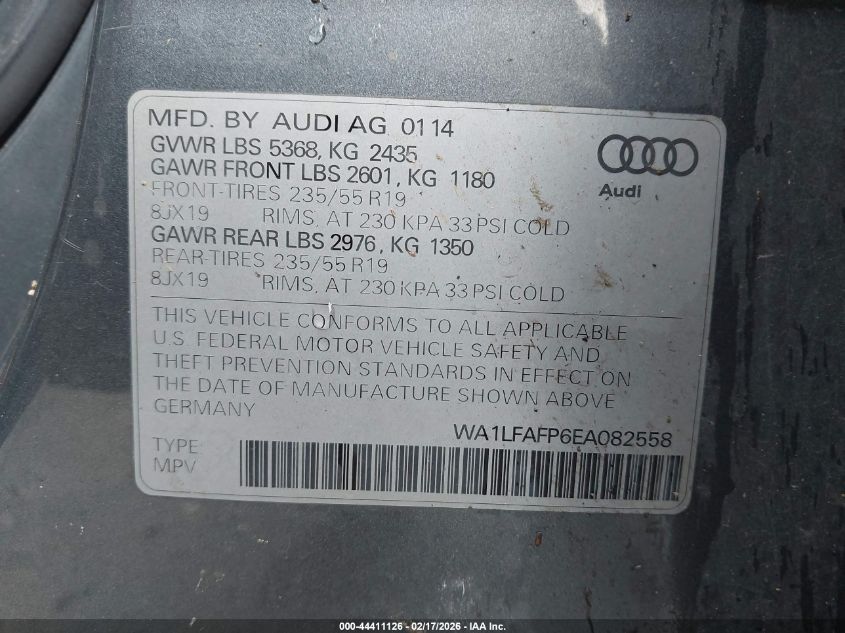 MFD. BY AUDI AG 01 14
GVWR LBS 5368, KG 2435
GAWR FRONT LBS 2601, KG 1180
FRONT-TIRES 235/55 R19
8JX19 RIMS, AT 230 KPA 33 PSI COLD
GAWR REAR LBS 2976, KG 1350
REAR-TIRES 235/55 R19
8JX19 RIMS, AT 230 KPA 33 PSI COLD
Audi
THIS VEHICLE CONFORMS TO ALL APPLICABLE
U.S. FEDERAL MOTOR VEHICLE SAFETY AND
THEFT PREVENTION STANDARDS IN EFFECT ON
THE DATE OF MANUFACTURE SHOWN ABOVE
GERMANY
WA1LFAFP6EA082558
TYPE
MPV
000-44411126 - 02/17/2026 - IAA Inc.